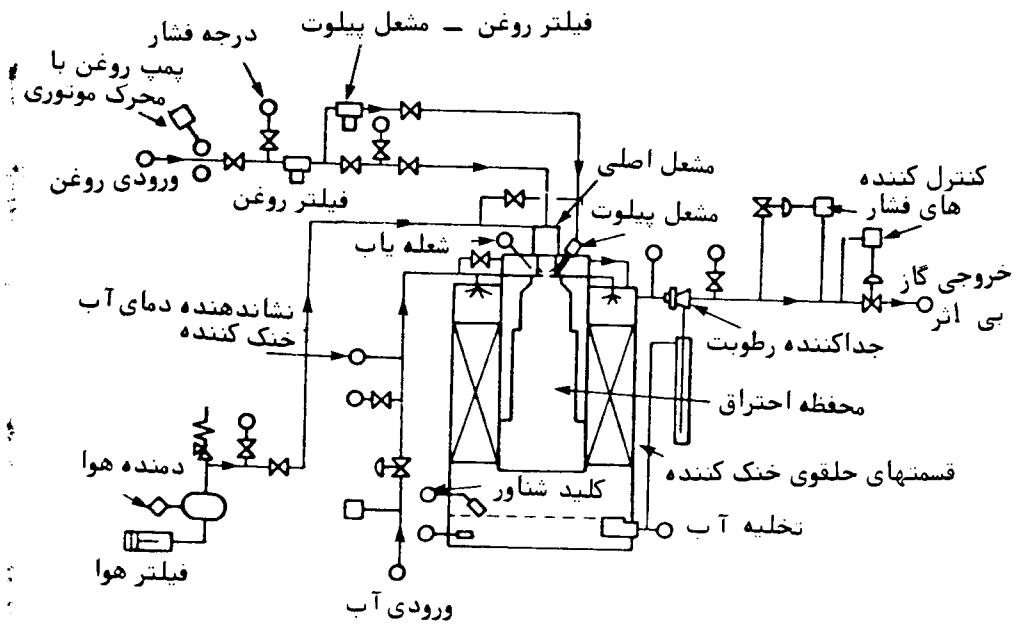 فیلتر روغن – مشعل پیلوت
درجه فشار
پمپ روغن با
محرک موتوری
ورودی روغن
فیلتر روغن
مشعل اصلی
مشعل پیلوت
شعله یاب
کنترل کننده
های فشار
خروجی گاز
بی اثر
نشاندهنده دمای آب
خنک کننده
جداکننده رطوبت
محفظه احتراق
دمنده هوا
کلید شناور
قسمتهای حلقوی خنک کننده
تخلیه آب
فیلتر هوا
ورودی آب